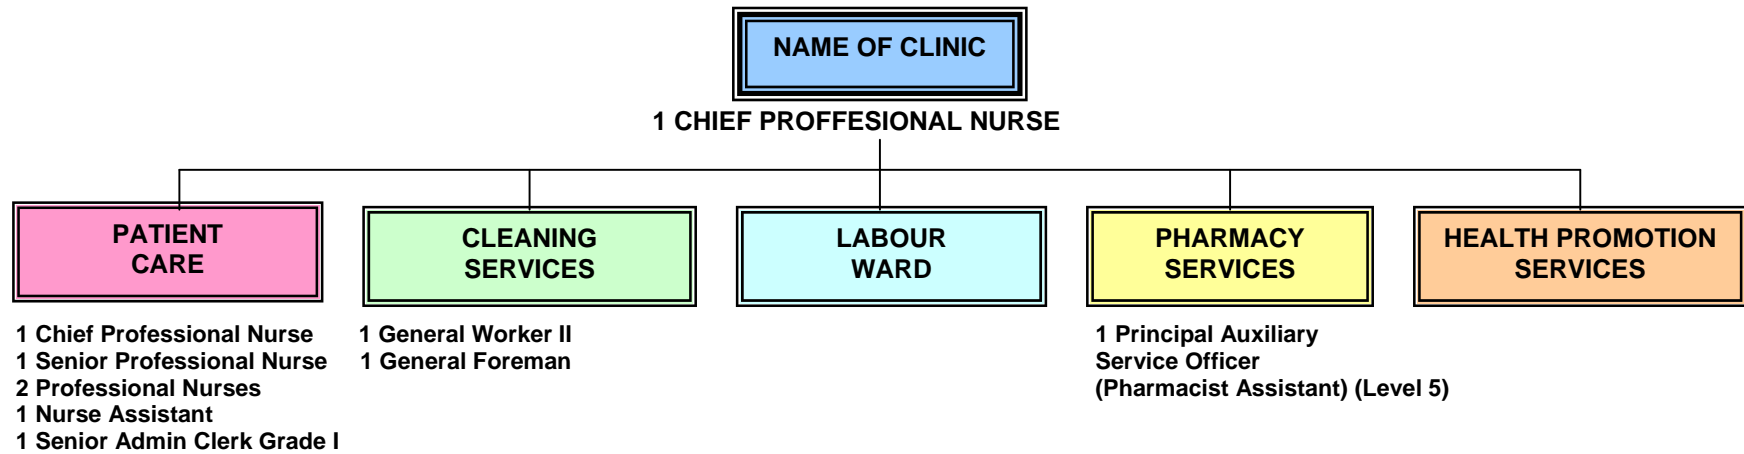 NAME OF CLINIC
1 CHIEF PROFFESIONAL NURSE
PATIENT
CARE
CLEANING
SERVICES
LABOUR
WARD
PHARMACY
SERVICES
HEALTH PROMOTION
SERVICES
1 Chief Professional Nurse
1 Senior Professional Nurse
2 Professional Nurses
1 Nurse Assistant
1 Senior Admin Clerk Grade I
1 General Worker II
1 General Foreman
1 Principal Auxiliary
Service Officer
(Pharmacist Assistant) (Level 5)